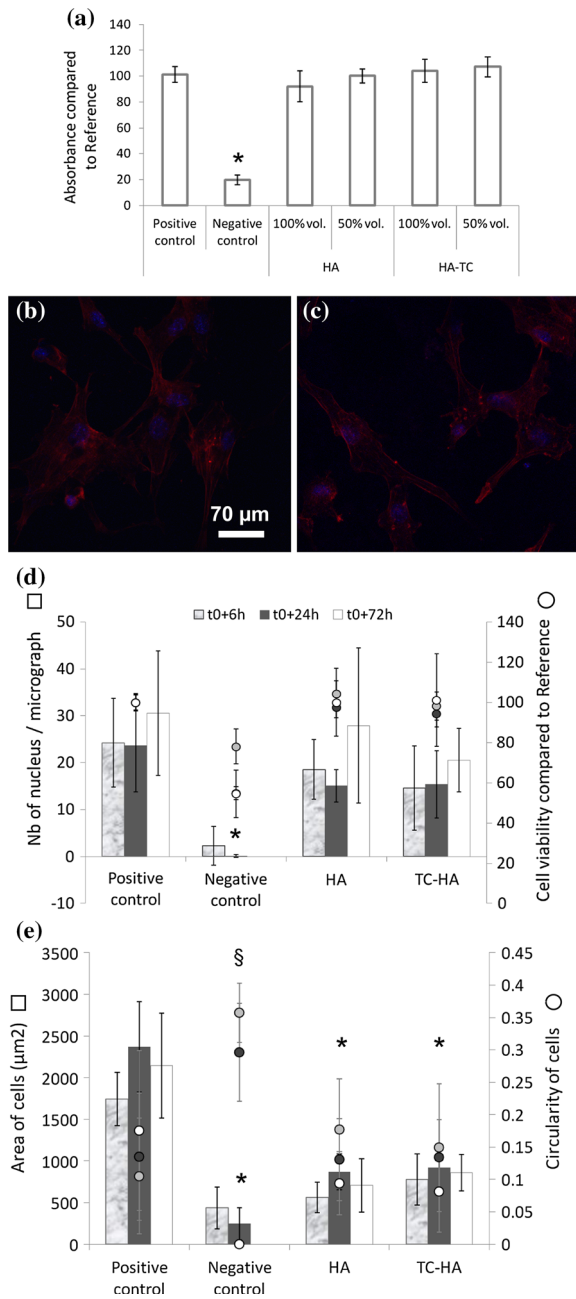 (a)
Absorbance compared
to Reference
140
120
100
80
60
40
20
0
*
Positive
control
Negative
control
100% vol.
50% vol.
100% vol.
50% vol.
HA
HA-TC
(b)
(c)
70 µm
(d)
t0+6h
t0+24h
t0+72h
Nb of nucleus / micrograph
50
40
30
20
10
0
-10
Cell viability compared to Reference
140
120
100
80
60
40
20
0
*
Positive
control
Negative
control
HA
TC-HA
(e)
Area of cells (µm2)
3500
3000
2500
2000
1500
1000
500
0
Circularity of cells
0.45
0.4
0.35
0.3
0.25
0.2
0.15
0.1
0.05
0
§
*
*
*
Positive
control
Negative
control
HA
TC-HA